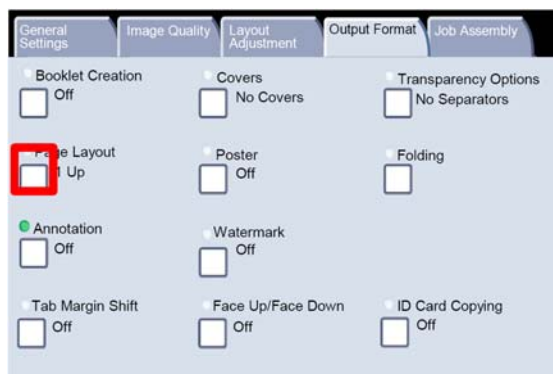 General
Settings
Image Quality
Layout
Adjustment
Output Format
Job Assembly
Booklet Creation
Off
Covers
No Covers
Transparency Options
No Separators
Page Layout
1 Up
Poster
Off
Folding
Annotation
Off
Watermark
Off
Tab Margin Shift
Off
Face Up/Face Down
Off
ID Card Copying
Off